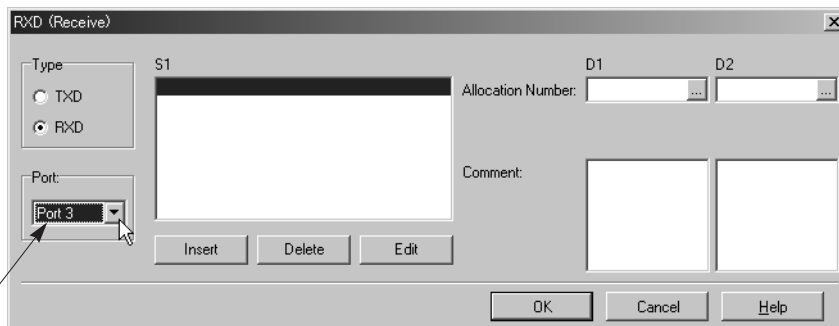 RXD (Receive)
Type
TXD
RXD
Port:
Port 3
S1
Insert
Delete
Edit
D1
D2
Allocation Number:
...
...
Comment:
OK
Cancel
Help